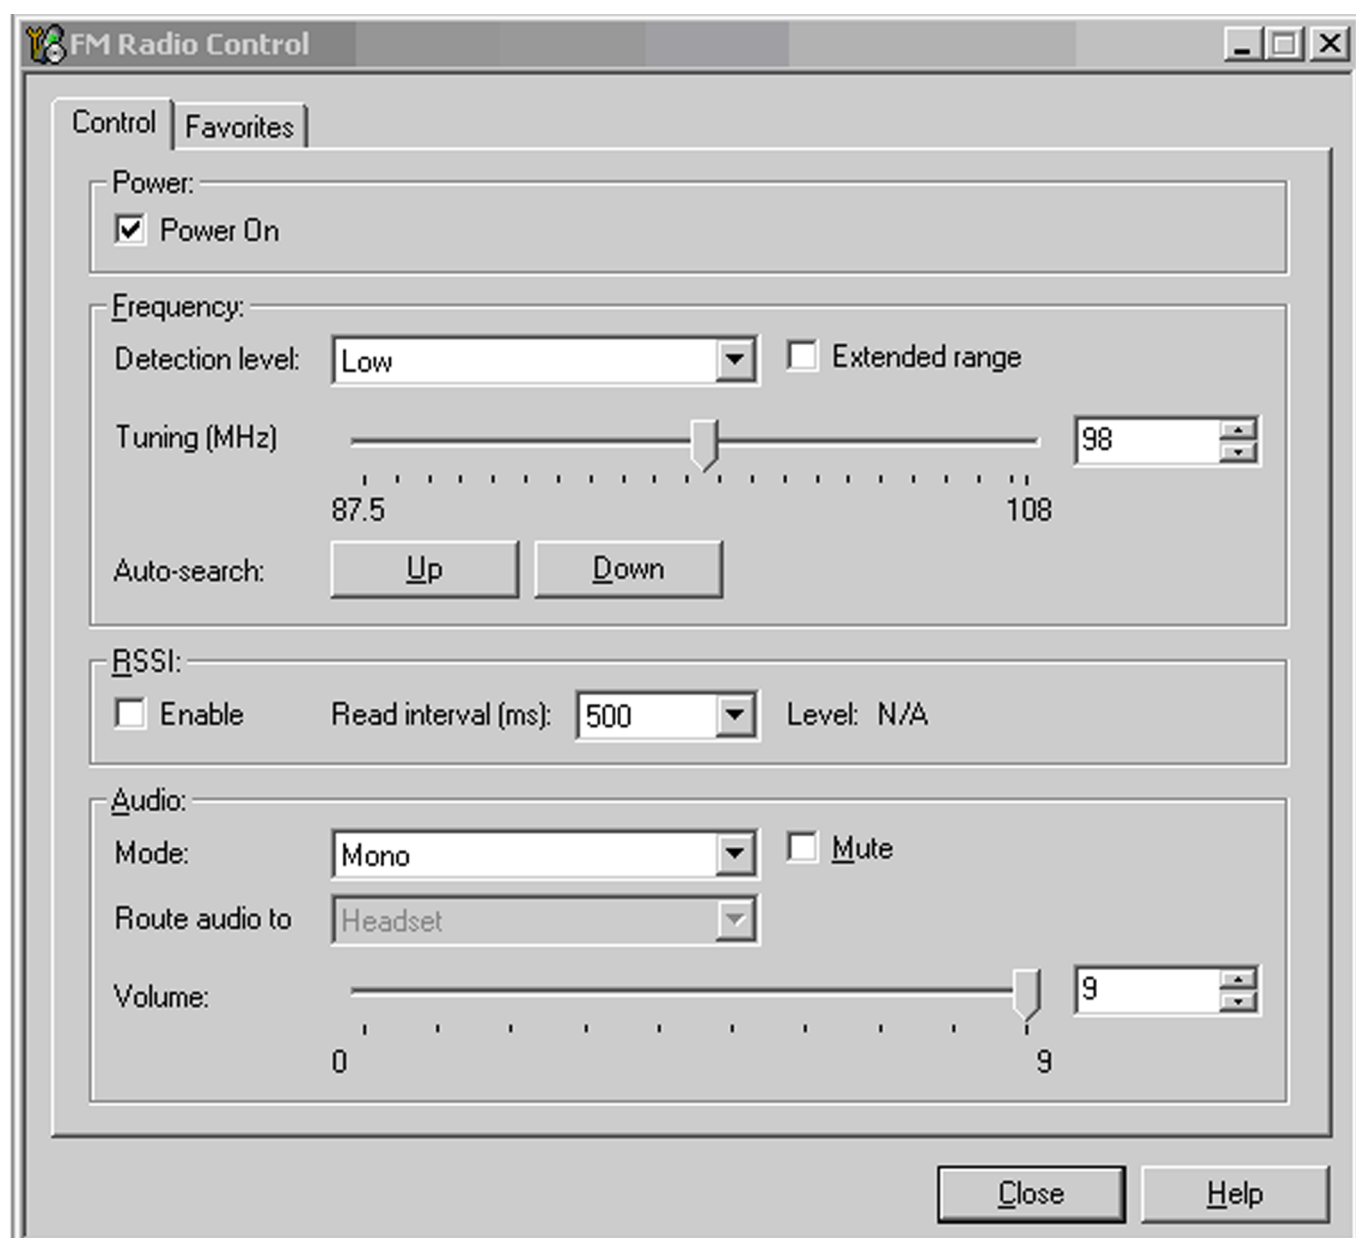 FM Radio Control
Control Favorites
Power:
Power On
Frequency:
Detection level: Low Extended range
Tuning (MHz) 98
87.5 108
Auto-search: Up Down
RSSI:
Enable Read interval (ms): 500 Level: N/A
Audio:
Mode: Mono Mute
Route audio to Headset
Volume: 9
0 9
Close Help